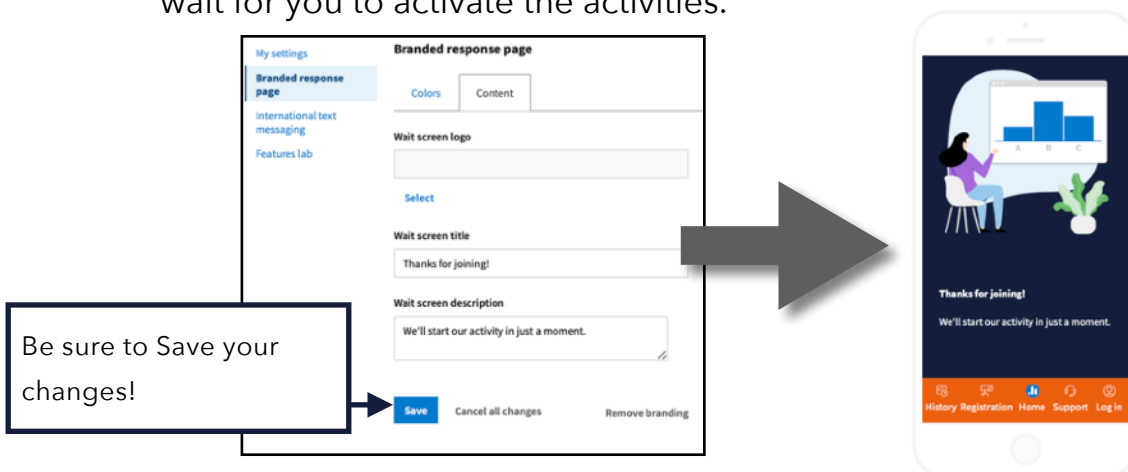 wait for you to activate the activities.
My settings
Branded response
page
International text
messaging
Features lab
Branded response page
Colors
Content
Wait screen logo
Select
Wait screen title
Thanks for joining!
Wait screen description
We'll start our activity in just a moment.
Save
Cancel all changes
Remove branding
Be sure to Save your
changes!
A B C
Thanks for joining!
We'll start our activity in just a moment.
History Registration Home Support Log in